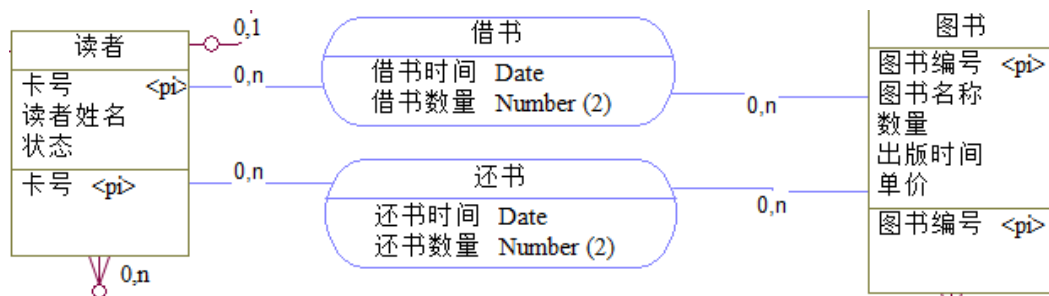 读者
卡号 <pi>
读者姓名
状态
卡号 <pi>
0,1
0,n
0,n
0,n
借书
借书时间 Date
借书数量 Number (2)
还书
还书时间 Date
还书数量 Number (2)
0,n
0,n
图书
图书编号 <pi>
图书名称
数量
出版时间
单价
图书编号 <pi>